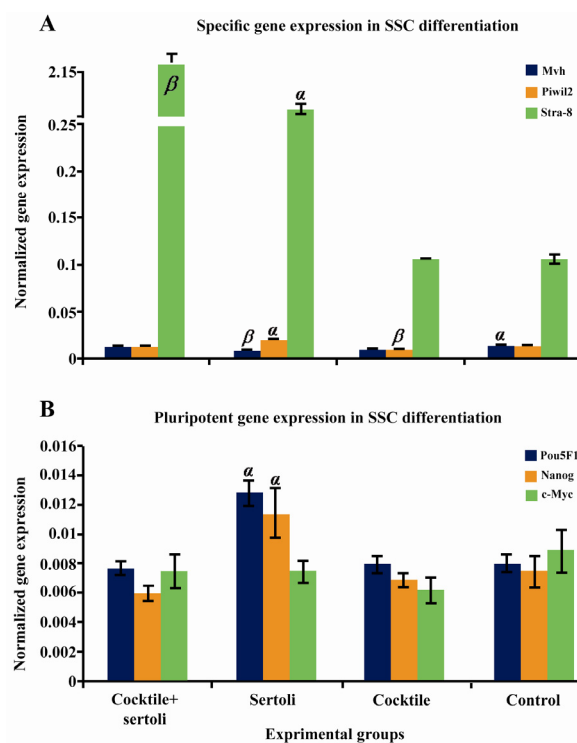 A
Specific gene expression in SSC differentiation
Mvh
Piwil2
Stra-8
Normalized gene expression
2.15
0.25
0.2
0.15
0.1
0.05
0
β
β
α
α
β
α
B
Pluripotent gene expression in SSC differentiation
Pou5F1
Nanog
c-Myc
Normalized gene expression
0.016
0.014
0.012
0.010
0.008
0.006
0.004
0.002
0
α
α
Cocktile+
sertoli
Sertoli
Cocktile
Control
Exprimental groups